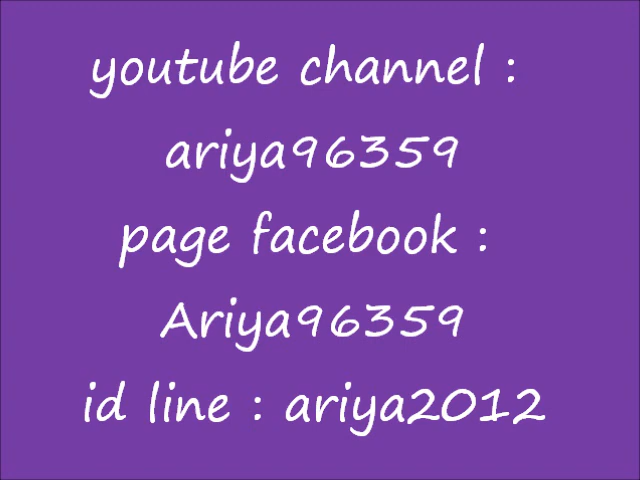 youtube channel :
ariya96359
page facebook :
Ariya96359
id line : ariya2012